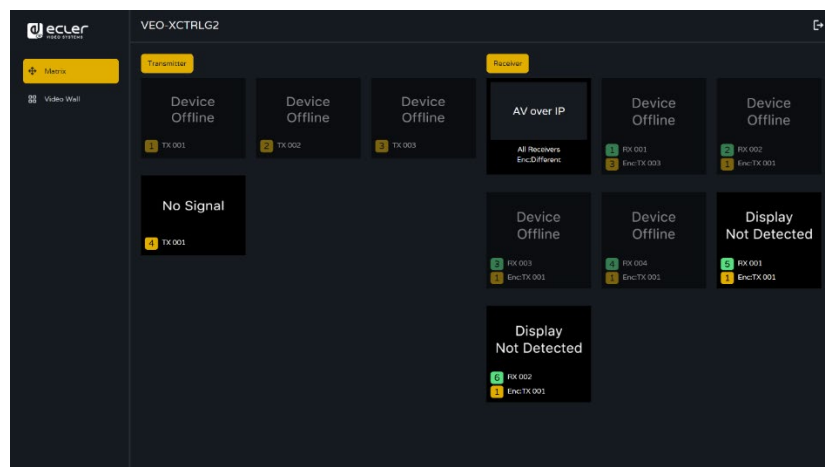 ecler
VIDEO SYSTEMS
VEO-XCTRLG2
Matrix
Video Wall
Transmitter
Device
Offline
1 TX 001
Device
Offline
2 TX 002
Device
Offline
3 TX 003
No Signal
4 TX 001
Receiver
AV over IP
All Receivers
Enc:Different
Device
Offline
1 RX 001
3 Enc:TX 003
Device
Offline
2 RX 002
1 Enc:TX 001
Device
Offline
3 RX 003
1 Enc:TX 001
Device
Offline
4 RX 004
1 Enc:TX 001
Display
Not Detected
5 RX 001
1 Enc:TX 001
Display
Not Detected
6 RX 002
1 Enc:TX 001